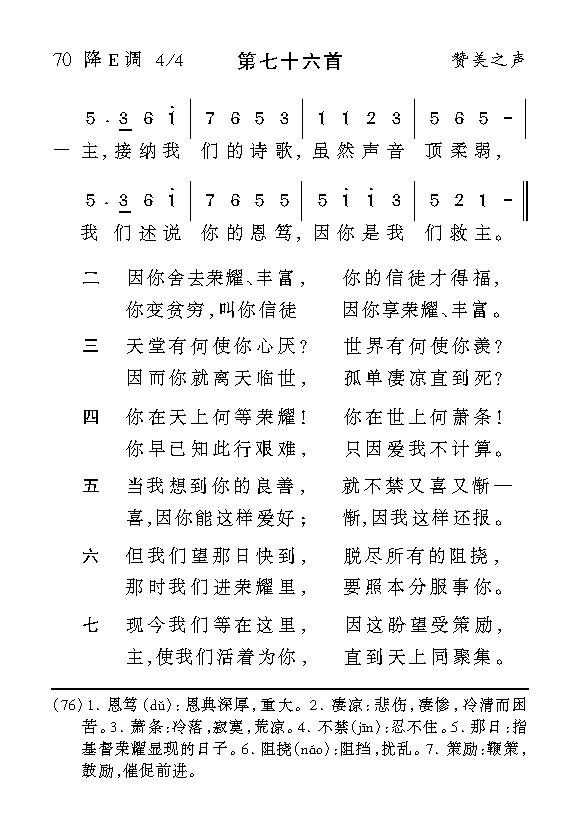 70 降E调 4/4 第七十六首 赞美之声
5 . 3 6 i | 7 6 5 3 | 1 1 2 3 | 5 6 5 - |
一 主,接纳我 们的诗歌,虽然声音 顶柔弱,
5 . 3 6 i | 7 6 5 5 | 5 i i 3 | 5 2 1 - ‖
我 们述说 你的恩笃,因你是我 们救主。
二 因你舍去荣耀、丰富, 你的信徒才得福,
你变贫穷,叫你信徒 因你享荣耀、丰富。
三 天堂有何使你心厌? 世界有何使你羡?
因而你就离天临世, 孤单凄凉直到死?
四 你在天上何等荣耀! 你在世上何萧条!
你早已知此行艰难, 只因爱我不计算。
五 当我想到你的良善, 就不禁又喜又惭—
喜,因你能这样爱好; 惭,因我这样还报。
六 但我们望那日快到, 脱尽所有的阻挠,
那时我们进荣耀里, 要照本分服事你。
七 现今我们等在这里, 因这盼望受策励,
主,使我们活着为你, 直到天上同聚集。
(76)1. 恩笃(dǔ):恩典深厚,重大。2. 凄凉:悲伤,凄惨,冷清而困
苦。3. 萧条:冷落,寂寞,荒凉。4. 不禁(jīn):忍不住。5. 那日:指
基督荣耀显现的日子。6. 阻挠(náo):阻挡,扰乱。7. 策励:鞭策,
鼓励,催促前进。